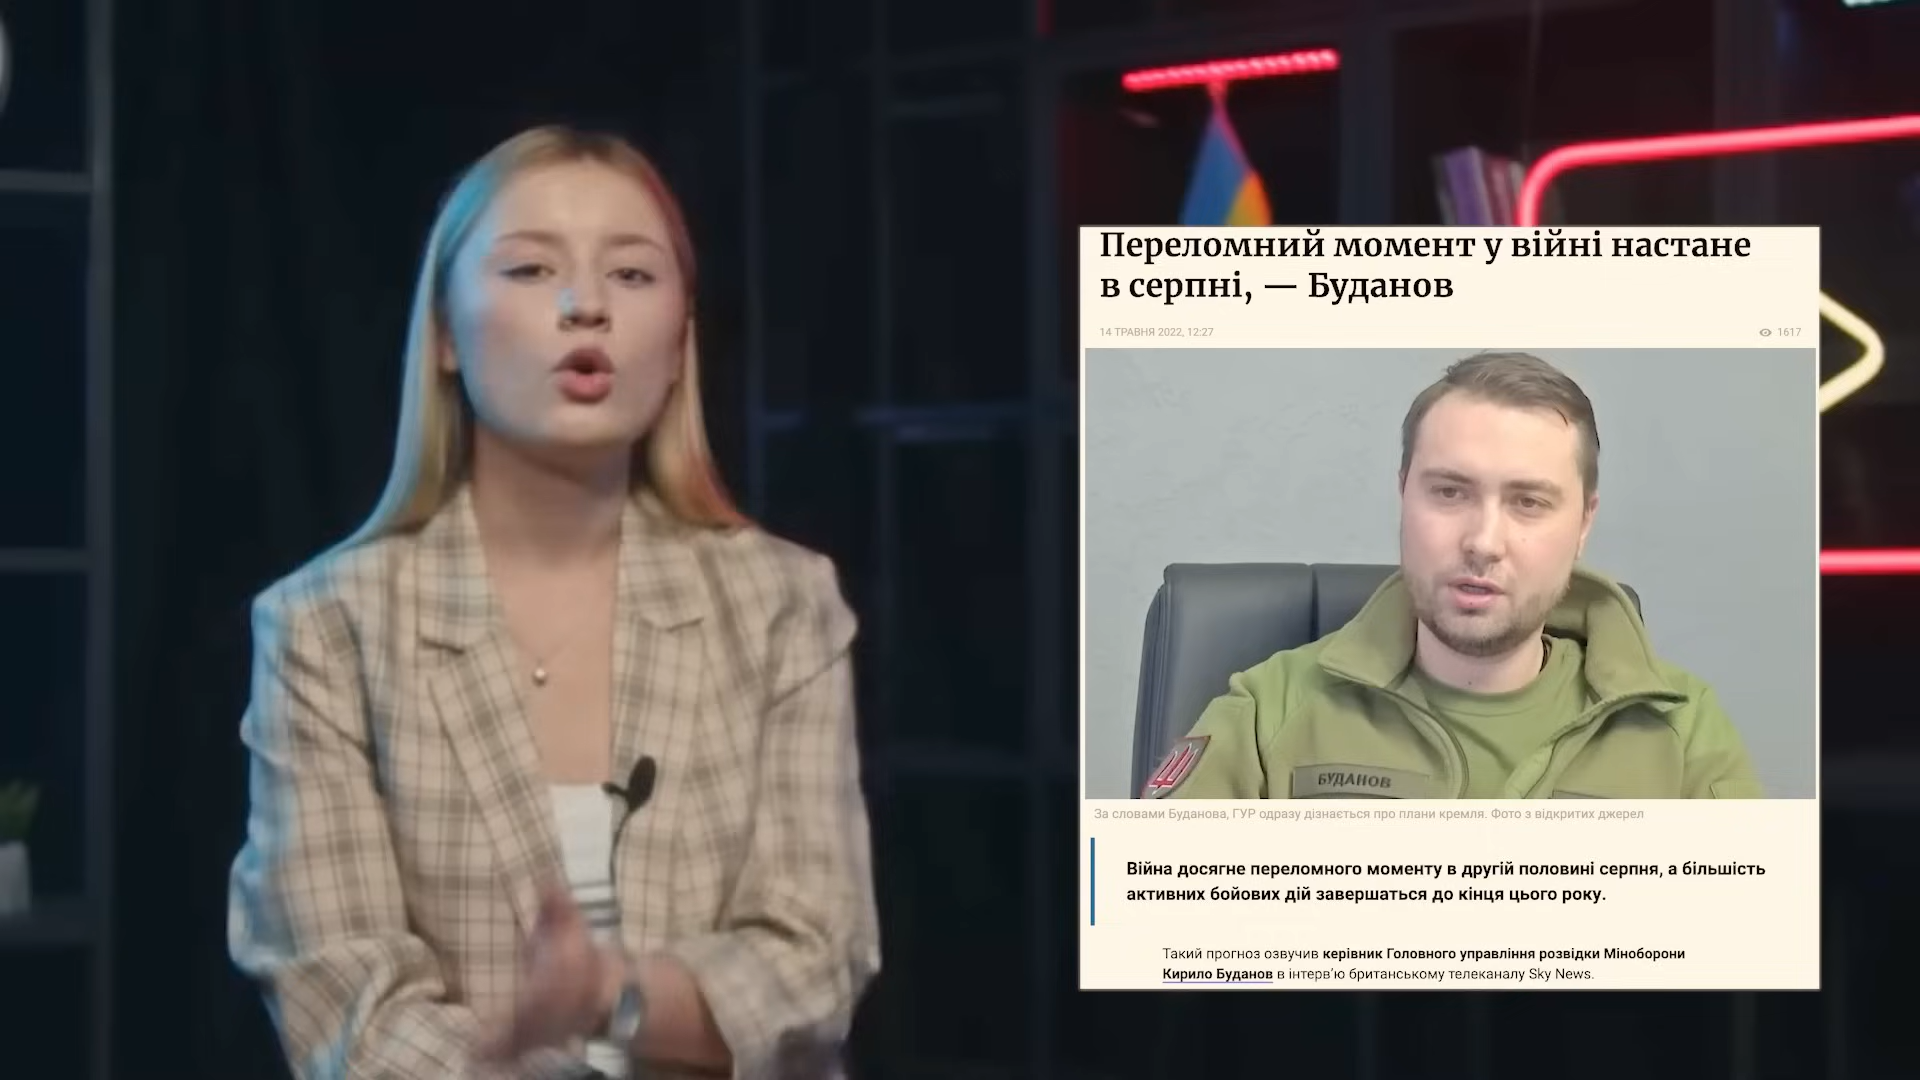 Переломний момент у війні настане
в серпні, — Буданов
14 ТРАВНЯ 2022, 12:27
1617
БУДАНОВ
За словами Буданова, ГУР одразу дізнається про плани кремля. Фото з відкритих джерел
Війна досягне переломного моменту в другій половині серпня, а більшість
активних бойових дій завершаться до кінця цього року.
Такий прогноз озвучив керівник Головного управління розвідки Міноборони
Кирило Буданов в інтерв’ю британському телеканалу Sky News.